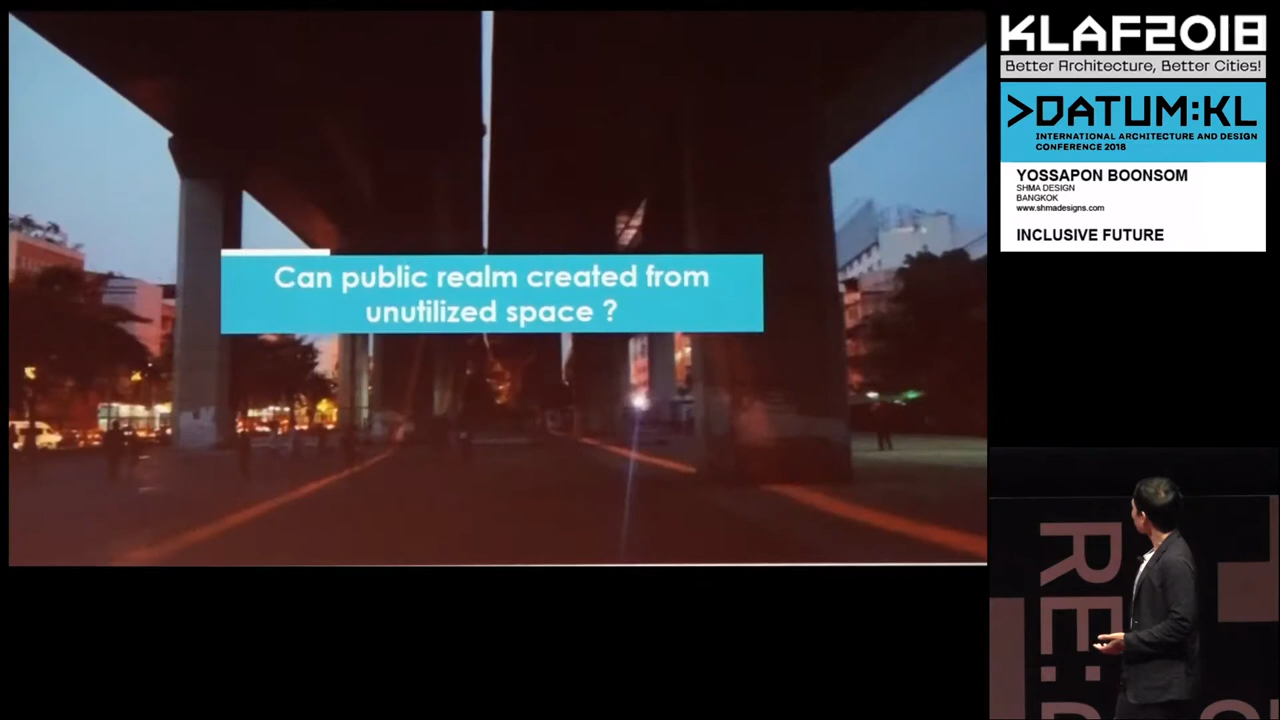 Can public realm created from
unutilized space ?
KLAF2018
Better Architecture, Better Cities!
>DATUM:KL
INTERNATIONAL ARCHITECTURE AND DESIGN
CONFERENCE 2018
YOSSAPON BOONSOM
SHMA DESIGN
BANGKOK
www.shmadesigns.com
INCLUSIVE FUTURE
RE: